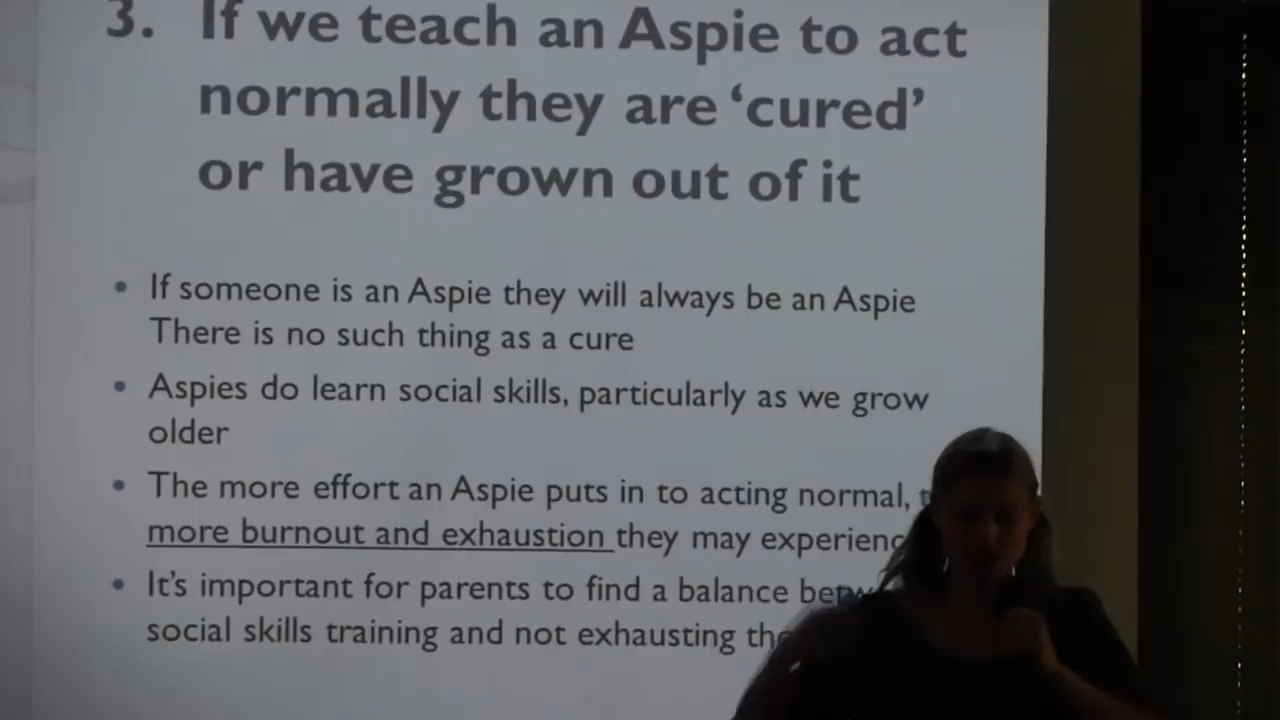 3. If we teach an Aspie to act
normally they are ‘cured’
or have grown out of it
• If someone is an Aspie they will always be an Aspie
There is no such thing as a cure
• Aspies do learn social skills, particularly as we grow
older
• The more effort an Aspie puts in to acting normal,
more burnout and exhaustion they may
• It’s important for parents to find a balance
social skills training and not exhausting